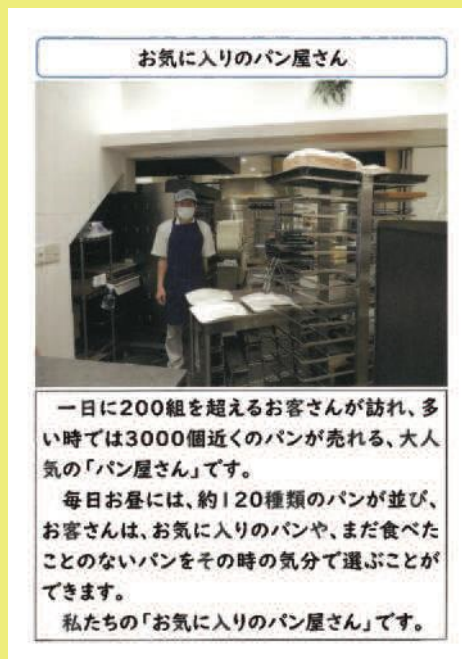 お気に入りのパン屋さん
　一日に200組を超えるお客さんが訪れ、多
い時では3000個近くのパンが売れる、大人
気の「パン屋さん」です。
　毎日お昼には、約120種類のパンが並び、
お客さんは、お気に入りのパンや、まだ食べた
ことのないパンをその時の気分で選ぶことが
できます。
　私たちの「お気に入りのパン屋さん」です。